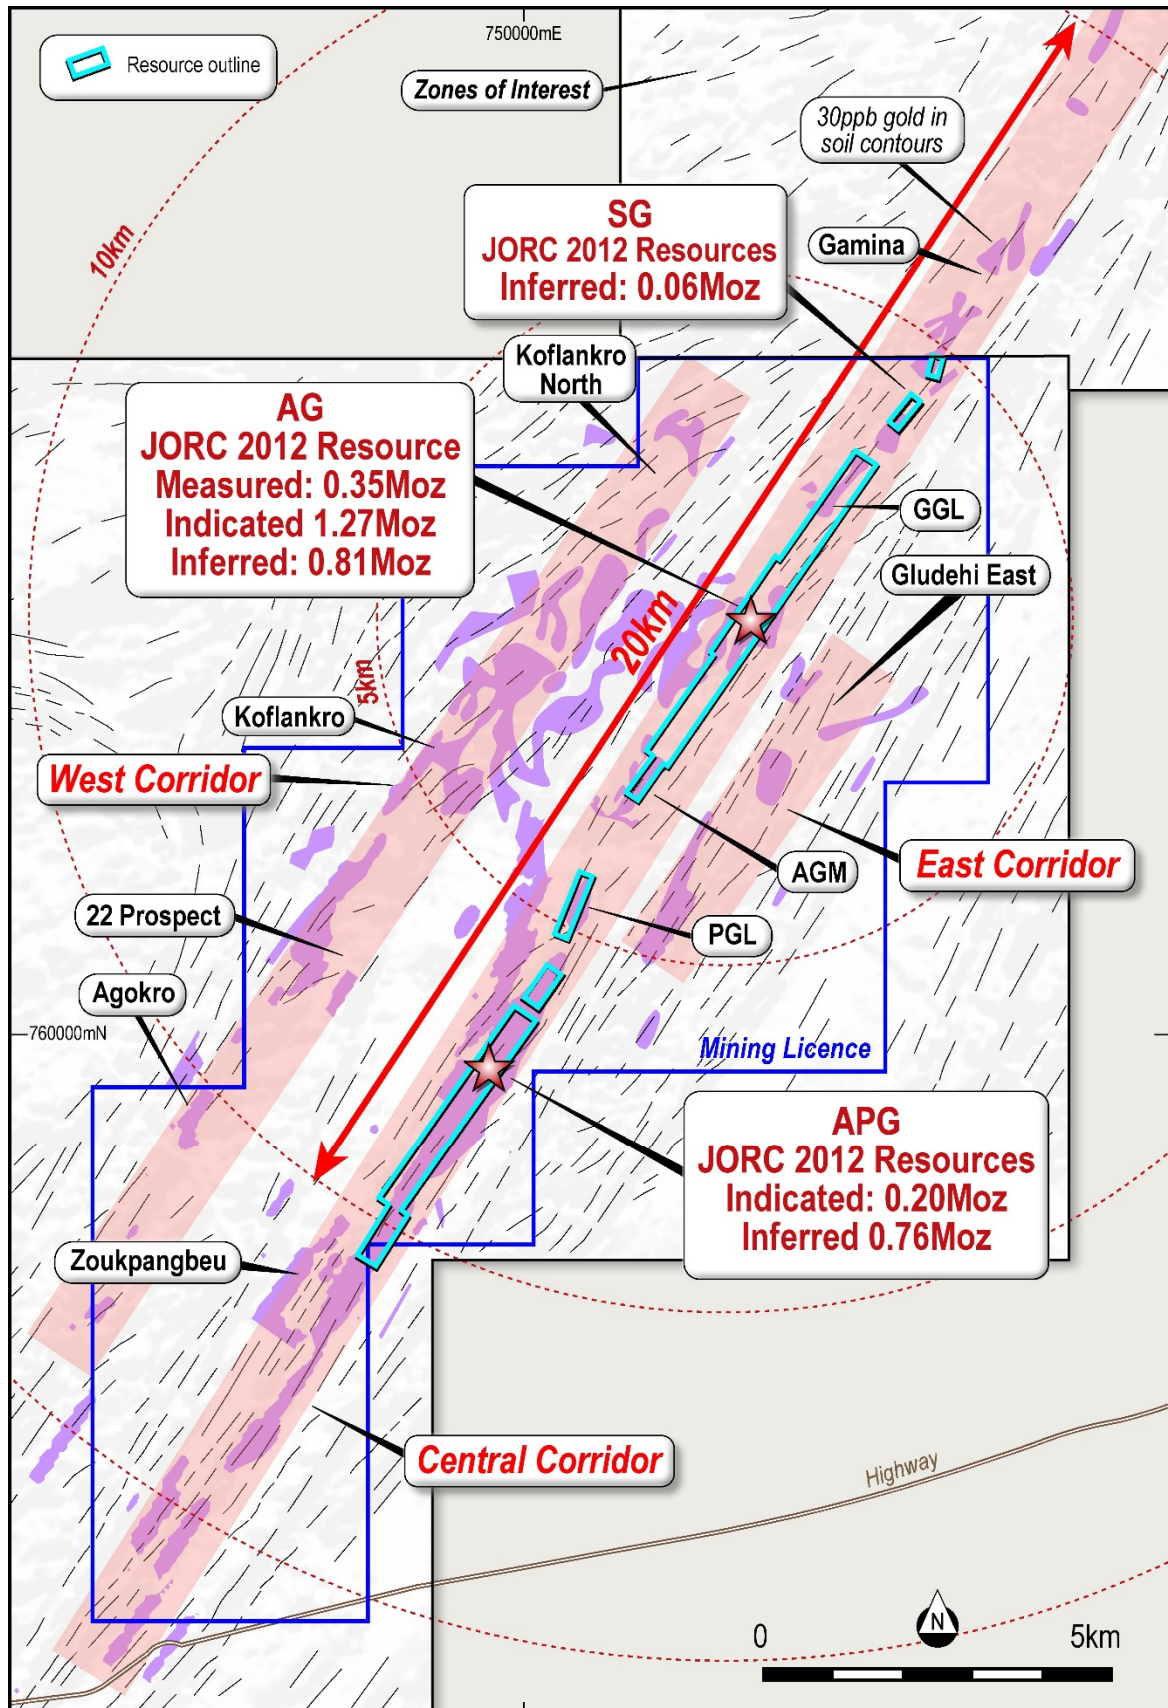 750000mE
Resource outline
Zones of Interest
30ppb gold in
soil contours
10km
SG
JORC 2012 Resources
Inferred: 0.06Moz
Gamina
Koflankro
North
AG
JORC 2012 Resource
Measured: 0.35Moz
Indicated 1.27Moz
Inferred: 0.81Moz
GGL
Gludehi East
20km
5km
Koflankro
West Corridor
East Corridor
AGM
22 Prospect
PGL
Agokro
760000mN
Mining Licence
APG
JORC 2012 Resources
Indicated: 0.20Moz
Inferred 0.76Moz
Zoukpangbeu
Central Corridor
Highway
N
0
5km